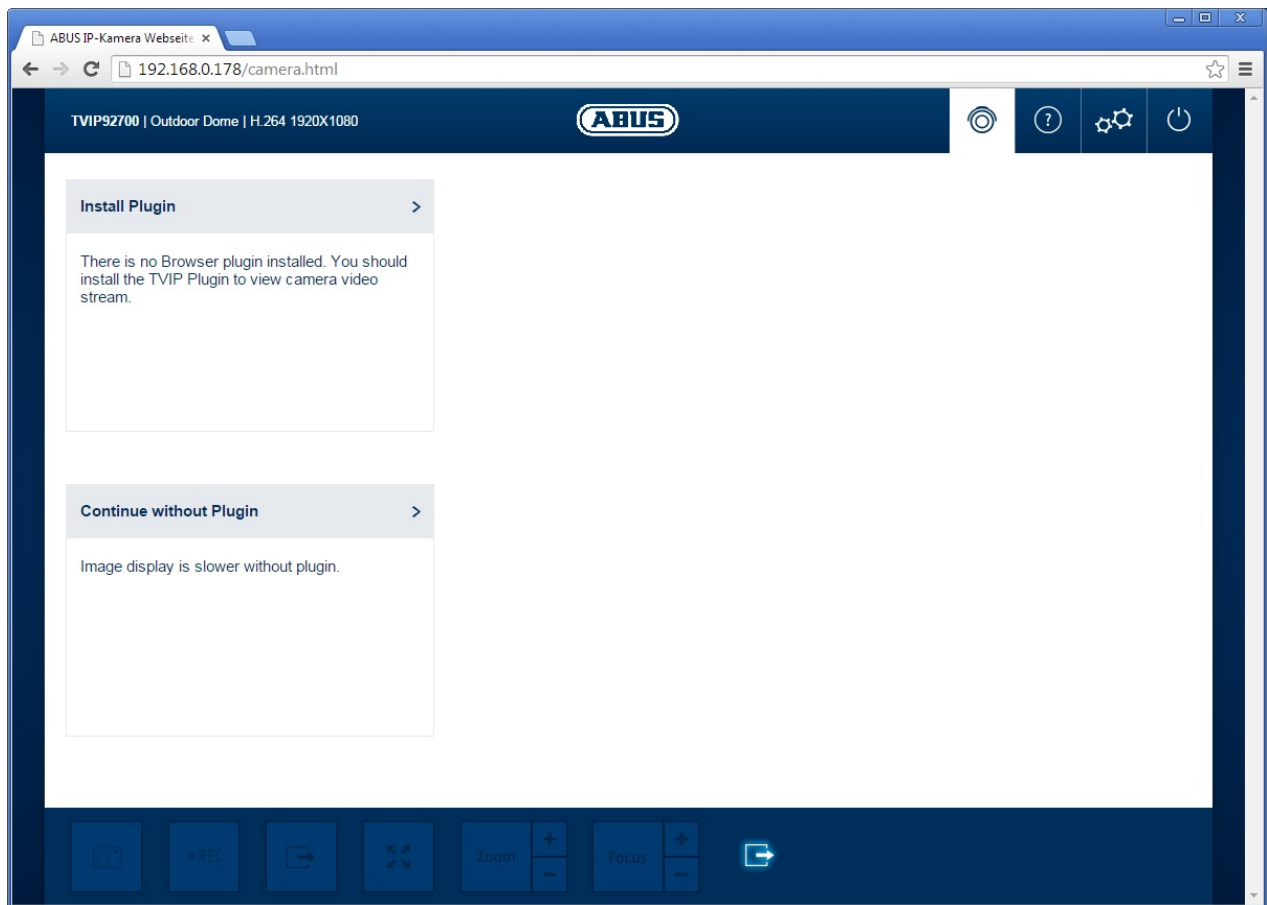 ABUS IP-Kamera Webseite
192.168.0.178/camera.html
TVIP92700 | Outdoor Dome | H.264 1920X1080
ABUS
?
Install Plugin >
There is no Browser plugin installed. You should
install the TVIP Plugin to view camera video
stream.
Continue without Plugin >
Image display is slower without plugin.
REC
Zoom + −
Focus + −